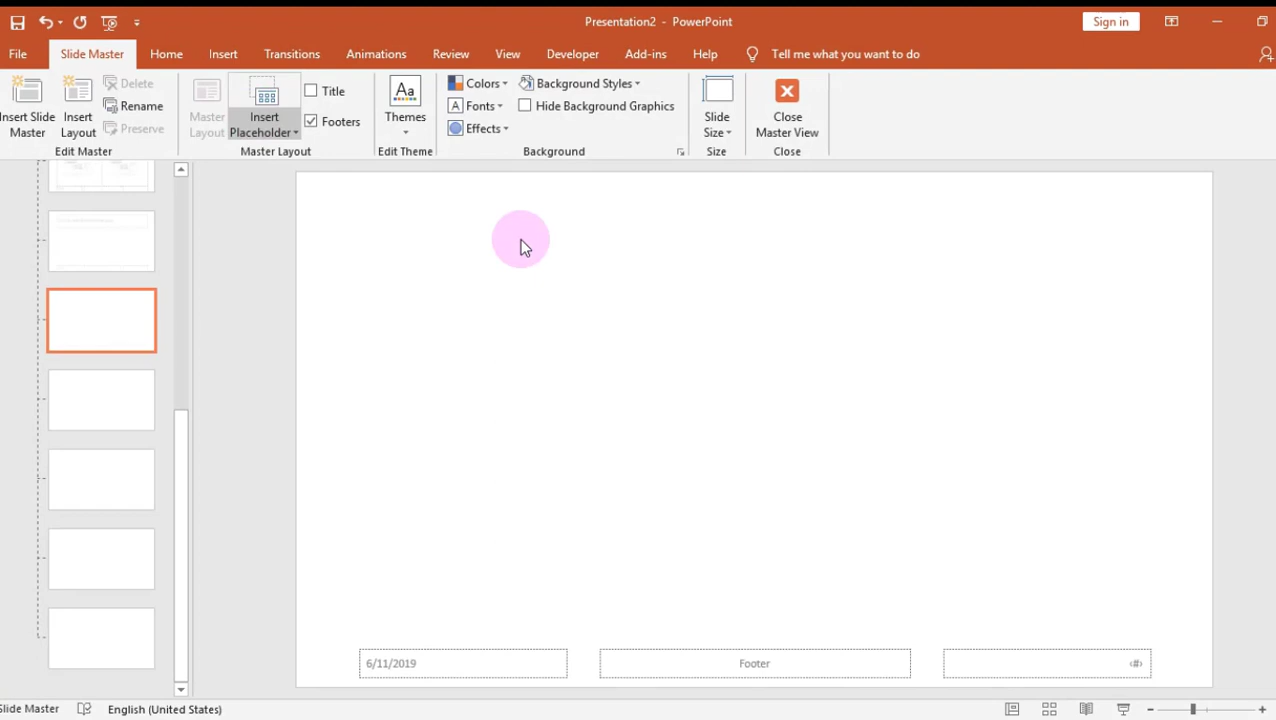 Presentation2 - PowerPoint
Sign in
File Slide Master Home Insert Transitions Animations Review View Developer Add-ins Help Tell me what you want to do
Insert Slide Master
Insert Layout
Delete
Rename
Preserve
Edit Master
Master Layout
Insert Placeholder
Title
Footers
Master Layout
Aa
Themes
Edit Theme
Colors
Fonts
Effects
Background Styles
Hide Background Graphics
Background
Slide Size
Size
Close Master View
Close
6/11/2019
Footer
‹#›
Slide Master
English (United States)